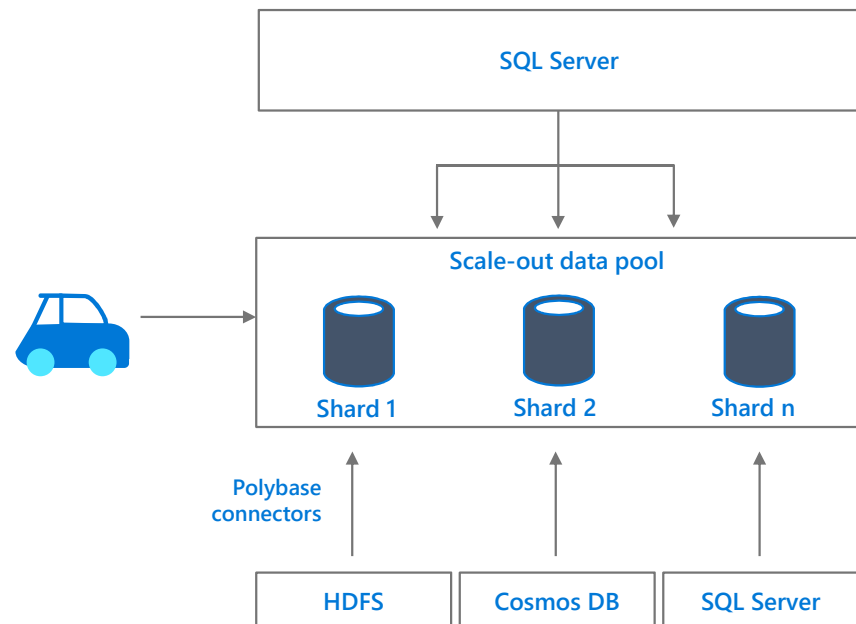 SQL Server
Scale-out data pool
Shard 1
Shard 2
Shard n
Polybase
connectors
HDFS
Cosmos DB
SQL Server